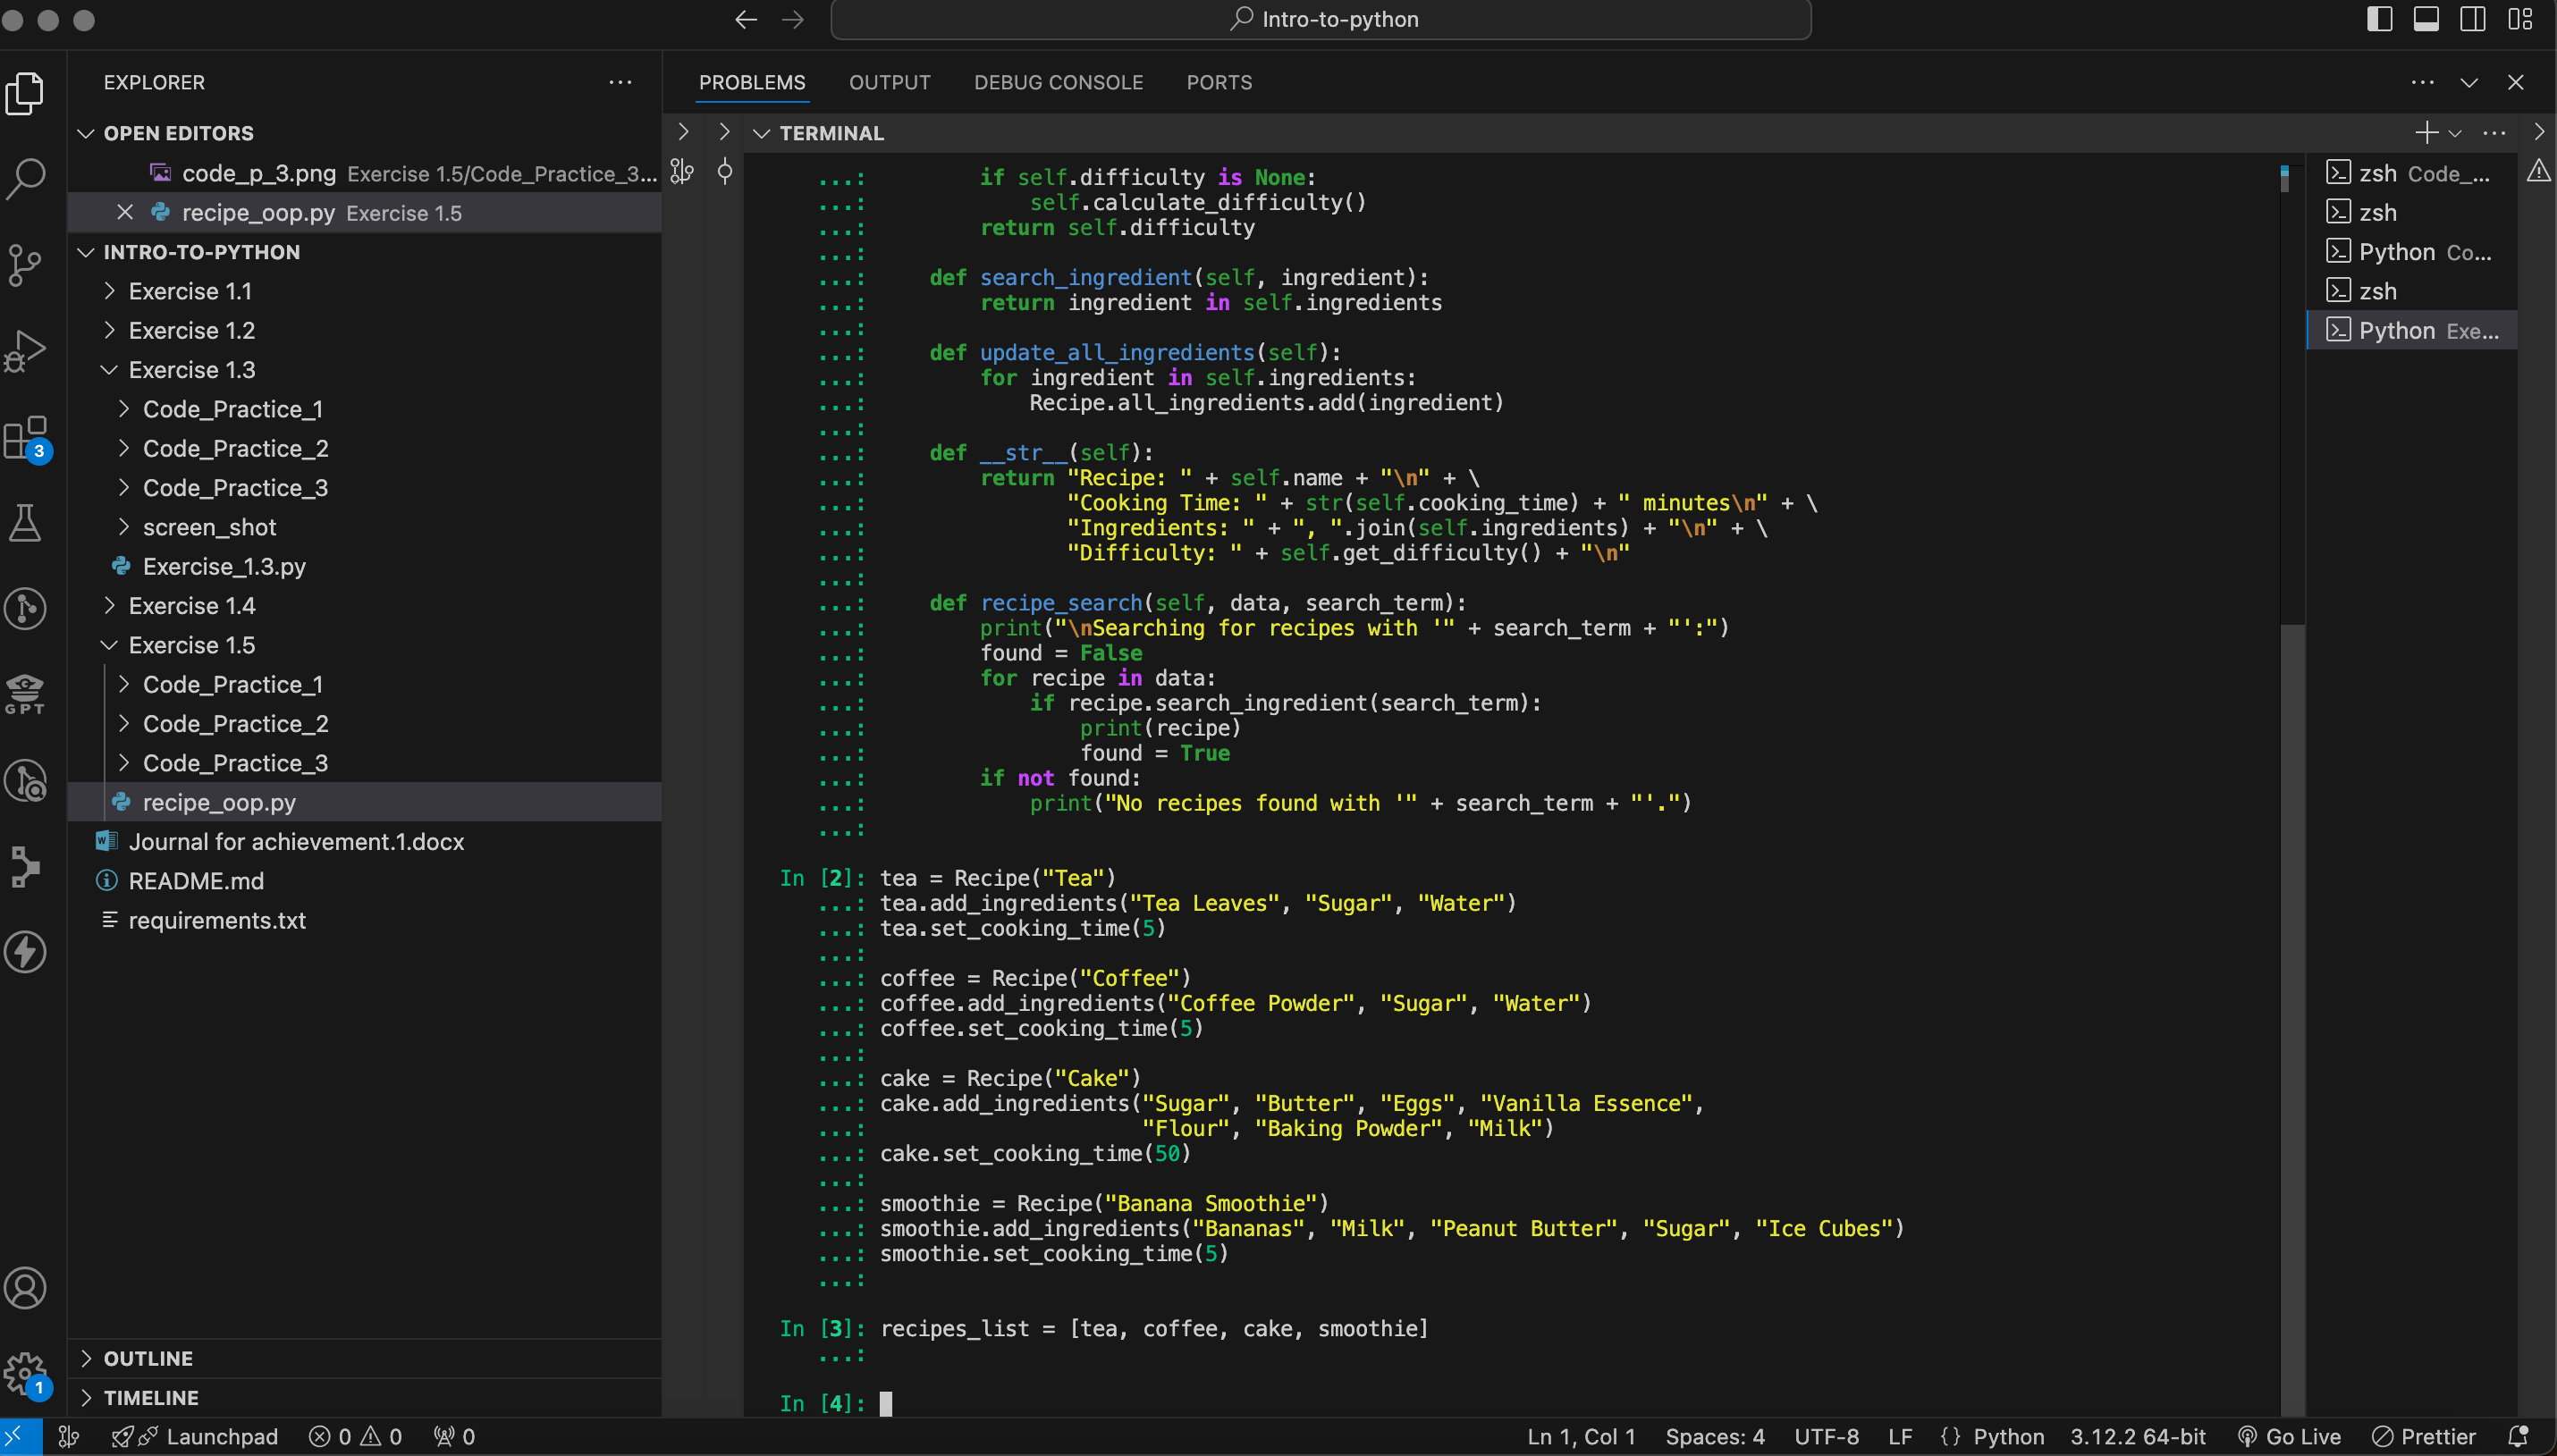 Intro-to-python
EXPLORER
OPEN EDITORS
code_p_3.png Exercise 1.5/Code_Practice_3...
recipe_oop.py Exercise 1.5
INTRO-TO-PYTHON
Exercise 1.1
Exercise 1.2
Exercise 1.3
Code_Practice_1
Code_Practice_2
Code_Practice_3
screen_shot
Exercise_1.3.py
Exercise 1.4
Exercise 1.5
Code_Practice_1
Code_Practice_2
Code_Practice_3
recipe_oop.py
Journal for achievement.1.docx
README.md
requirements.txt
OUTLINE
TIMELINE
3
GPT
1
PROBLEMS OUTPUT DEBUG CONSOLE PORTS
TERMINAL
...:         if self.difficulty is None:
...:             self.calculate_difficulty()
...:         return self.difficulty
...:
...:     def search_ingredient(self, ingredient):
...:         return ingredient in self.ingredients
...:
...:     def update_all_ingredients(self):
...:         for ingredient in self.ingredients:
...:             Recipe.all_ingredients.add(ingredient)
...:
...:     def __str__(self):
...:         return "Recipe: " + self.name + "\n" + \
...:                "Cooking Time: " + str(self.cooking_time) + " minutes\n" + \
...:                "Ingredients: " + ", ".join(self.ingredients) + "\n" + \
...:                "Difficulty: " + self.get_difficulty() + "\n"
...:
...:     def recipe_search(self, data, search_term):
...:         print("\nSearching for recipes with '" + search_term + "':")
...:         found = False
...:         for recipe in data:
...:             if recipe.search_ingredient(search_term):
...:                 print(recipe)
...:                 found = True
...:         if not found:
...:             print("No recipes found with '" + search_term + "'.")
...:
In [2]: tea = Recipe("Tea")
...: tea.add_ingredients("Tea Leaves", "Sugar", "Water")
...: tea.set_cooking_time(5)
...:
...: coffee = Recipe("Coffee")
...: coffee.add_ingredients("Coffee Powder", "Sugar", "Water")
...: coffee.set_cooking_time(5)
...:
...: cake = Recipe("Cake")
...: cake.add_ingredients("Sugar", "Butter", "Eggs", "Vanilla Essence",
...:                      "Flour", "Baking Powder", "Milk")
...: cake.set_cooking_time(50)
...:
...: smoothie = Recipe("Banana Smoothie")
...: smoothie.add_ingredients("Bananas", "Milk", "Peanut Butter", "Sugar", "Ice Cubes")
...: smoothie.set_cooking_time(5)
...:
In [3]: recipes_list = [tea, coffee, cake, smoothie]
...:
In [4]:
zsh Code_...
zsh
Python Co...
zsh
Python Exe...
Launchpad 0 0 0 Ln 1, Col 1 Spaces: 4 UTF-8 LF {} Python 3.12.2 64-bit Go Live Prettier